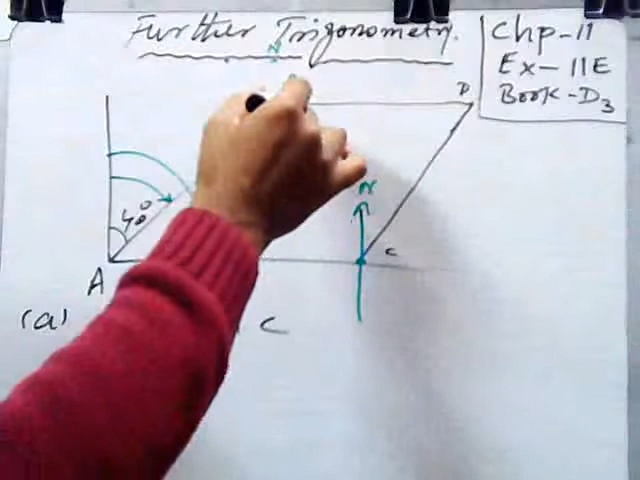 Further Trigonometry.
Chp-11
Ex-11E
Book-D3
N
D
N
40°
C
A
(a)
C